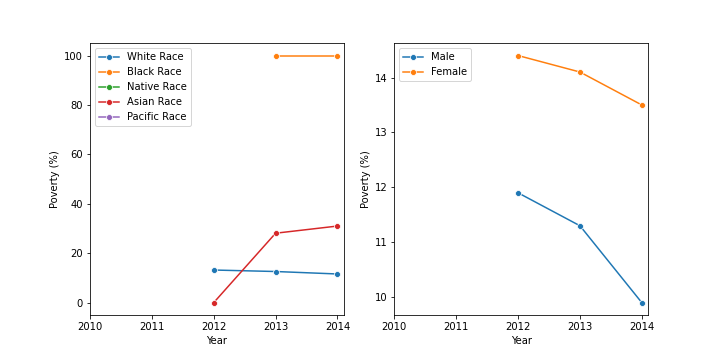 White Race
Black Race
Native Race
Asian Race
Pacific Race
Poverty (%)
100
80
60
40
20
0
2010 2011 2012 2013 2014
Year
Male
Female
Poverty (%)
14
13
12
11
10
2010 2011 2012 2013 2014
Year